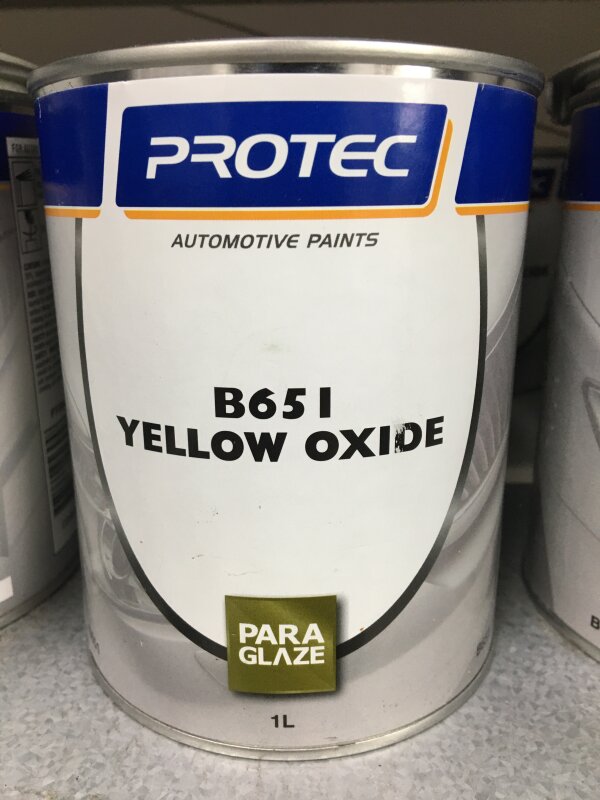 PROTEC
AUTOMOTIVE PAINTS
B651
YELLOW OXIDE
PARA
GLAZE
1L